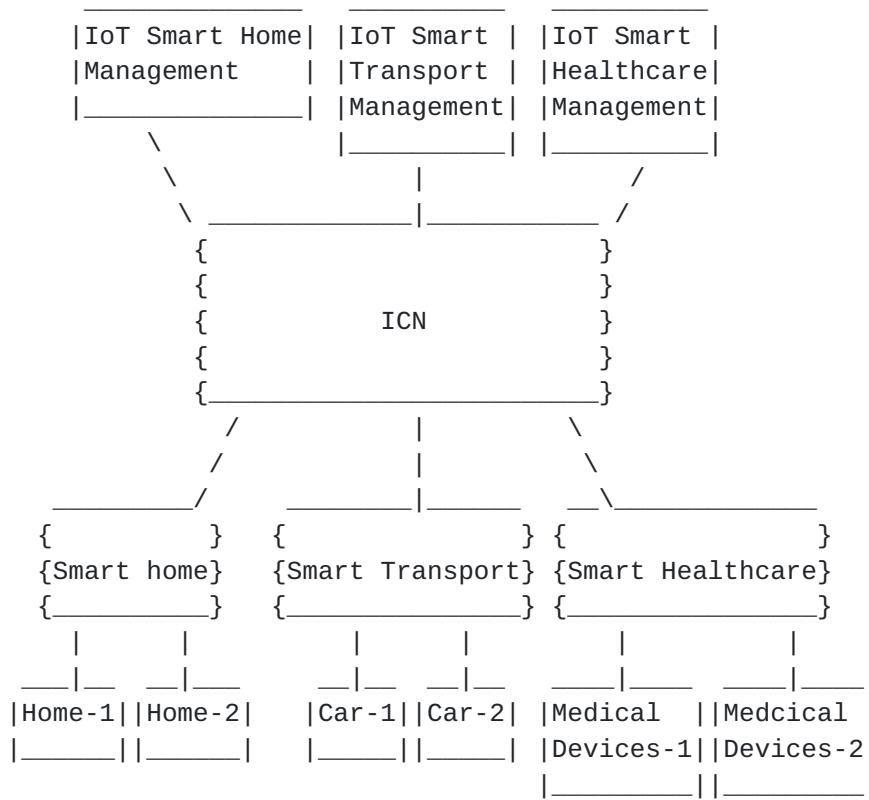 IoT Smart Home IoT Smart IoT Smart
Management Transport Healthcare
Management Management
ICN
Smart home Smart Transport Smart Healthcare
Home-1 Home-2 Car-1 Car-2 Medical Medcical
Devices-1 Devices-2